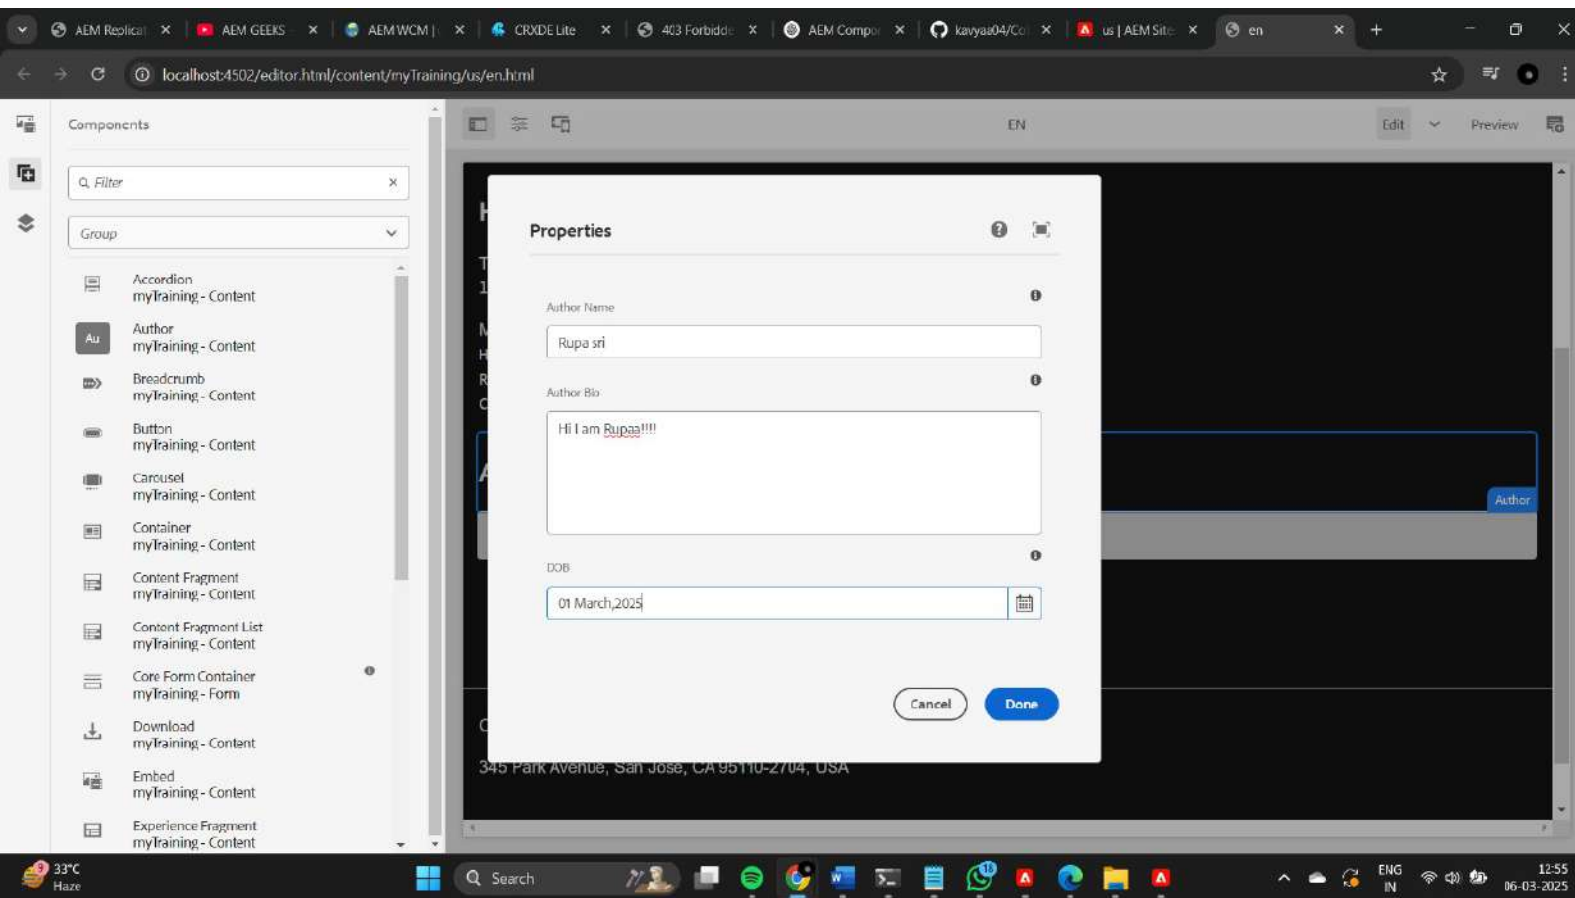 AEM Replicat
AEM GEEKS -
AEM WCM |
CRXDE Lite
403 Forbidde
AEM Compor
kavyaa04/Co
us | AEM Site
en
localhost:4502/editor.html/content/myTraining/us/en.html
Components
EN
Edit
Preview
Filter
Group
Accordion
myTraining - Content
Au
Author
myTraining - Content
Breadcrumb
myTraining - Content
Button
myTraining - Content
Carousel
myTraining - Content
Container
myTraining - Content
Content Fragment
myTraining - Content
Content Fragment List
myTraining - Content
Core Form Container
myTraining - Form
Download
myTraining - Content
Embed
myTraining - Content
Experience Fragment
myTraining - Content
Properties
Author Name
Rupa sri
Author Bio
Hi I am Rupaa!!!!
DOB
01 March,2025
Cancel
Done
Author
345 Park Avenue, San Jose, CA 95110-2704, USA
9
33°C
Haze
Search
18
ENG
IN
12:55
06-03-2025